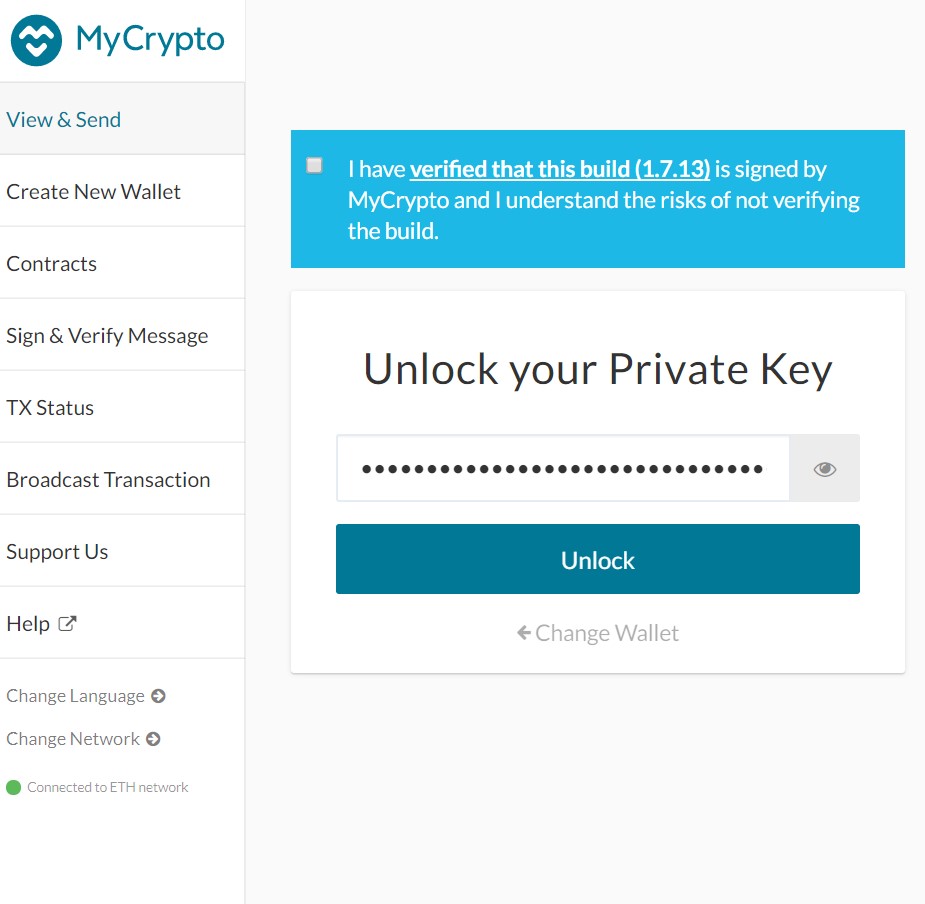 MyCrypto
View & Send
Create New Wallet
Contracts
Sign & Verify Message
TX Status
Broadcast Transaction
Support Us
Help
Change Language
Change Network
Connected to ETH network
I have verified that this build (1.7.13) is signed by
MyCrypto and I understand the risks of not verifying
the build.
Unlock your Private Key
•••••••••••••••••••••••••••••••
Unlock
Change Wallet